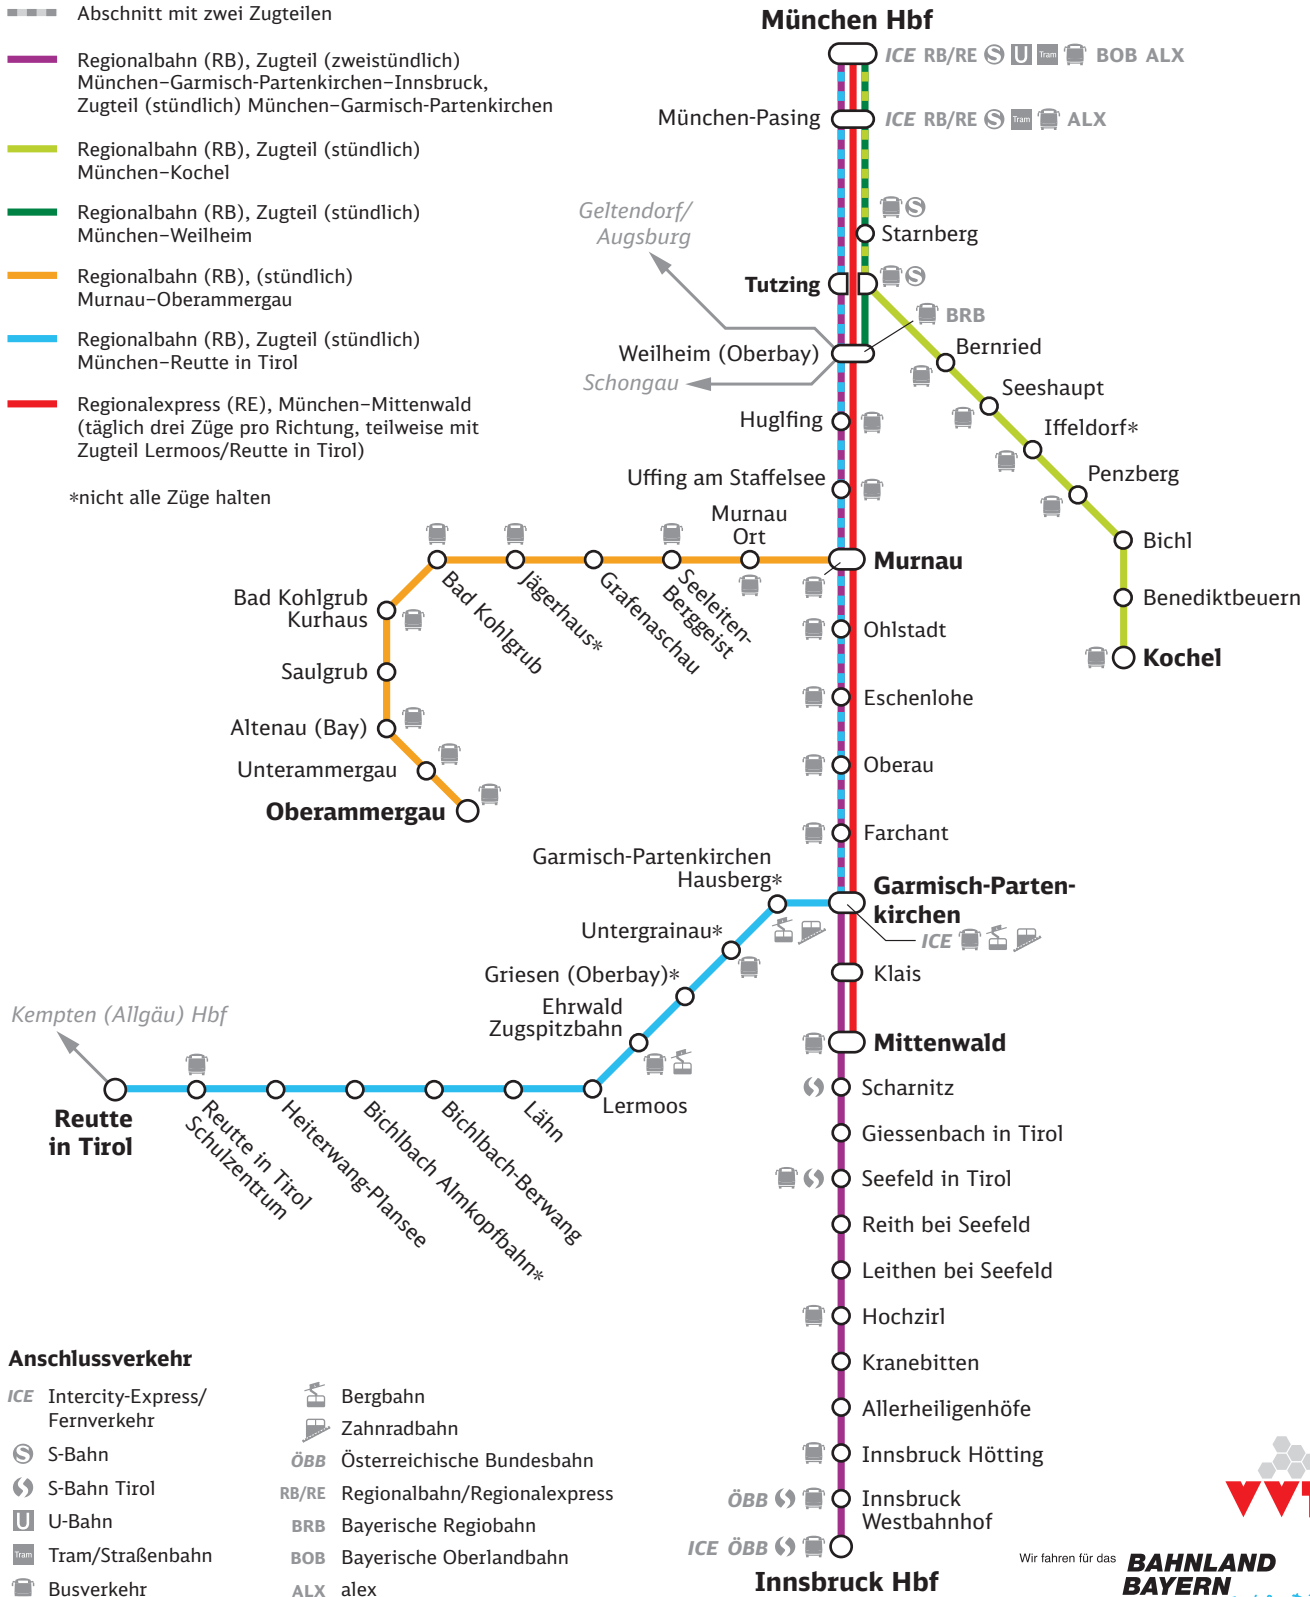 Abschnitt mit zwei Zugteilen
Regionalbahn (RB), Zugteil (zweistündlich)
München–Garmisch-Partenkirchen–Innsbruck,
Zugteil (stündlich) München–Garmisch-Partenkirchen
Regionalbahn (RB), Zugteil (stündlich)
München–Kochel
Regionalbahn (RB), Zugteil (stündlich)
München–Weilheim
Regionalbahn (RB), (stündlich)
Murnau–Oberammergau
Regionalbahn (RB), Zugteil (stündlich)
München–Reutte in Tirol
Regionalexpress (RE), München–Mittenwald
(täglich drei Züge pro Richtung, teilweise mit
Zugteil Lermoos/Reutte in Tirol)
*nicht alle Züge halten
München Hbf
ICE RB/RE S U Tram BOB ALX
München-Pasing
ICE RB/RE S Tram ALX
Geltendorf/
Augsburg
S
Starnberg
Tutzing
S
BRB
Weilheim (Oberbay)
Schongau
Bernried
Seeshaupt
Iffeldorf*
Penzberg
Bichl
Benediktbeuern
Kochel
Huglfing
Uffing am Staffelsee
Murnau
Ort
Murnau
Seeleiten-
Berggeist
Grafenaschau
Jägerhaus*
Bad Kohlgrub
Bad Kohlgrub
Kurhaus
Saulgrub
Altenau (Bay)
Unterammergau
Oberammergau
Ohlstadt
Eschenlohe
Oberau
Farchant
Garmisch-Partenkirchen
Hausberg*
Garmisch-Parten-
kirchen
ICE
Untergrainau*
Griesen (Oberbay)*
Ehrwald
Zugspitzbahn
Lermoos
Lähn
Bichlbach-Berwang
Bichlbach Almkopfbahn*
Heiterwang-Plansee
Reutte in Tirol
Schulzentrum
Reutte
in Tirol
Kempten (Allgäu) Hbf
Klais
Mittenwald
Scharnitz
Giessenbach in Tirol
Seefeld in Tirol
Reith bei Seefeld
Leithen bei Seefeld
Hochzirl
Kranebitten
Allerheiligenhöfe
Innsbruck Hötting
ÖBB
Innsbruck
Westbahnhof
ICE ÖBB
Innsbruck Hbf
Anschlussverkehr
ICE Intercity-Express/
Fernverkehr
S S-Bahn
S-Bahn Tirol
U U-Bahn
Tram Tram/Straßenbahn
Busverkehr
Bergbahn
Zahnradbahn
ÖBB Österreichische Bundesbahn
RB/RE Regionalbahn/Regionalexpress
BRB Bayerische Regiobahn
BOB Bayerische Oberlandbahn
ALX alex
VVT
Wir fahren für das BAHNLAND
BAYERN